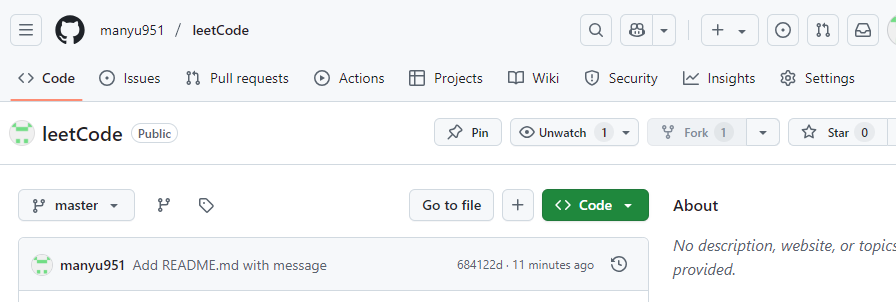 manyu951 / leetCode
Code Issues Pull requests Actions Projects Wiki Security Insights Settings
leetCode Public Pin Unwatch 1 Fork 1 Star 0
master Go to file Code About
No description, website, or topics
provided.
manyu951 Add README.md with message 684122d · 11 minutes ago